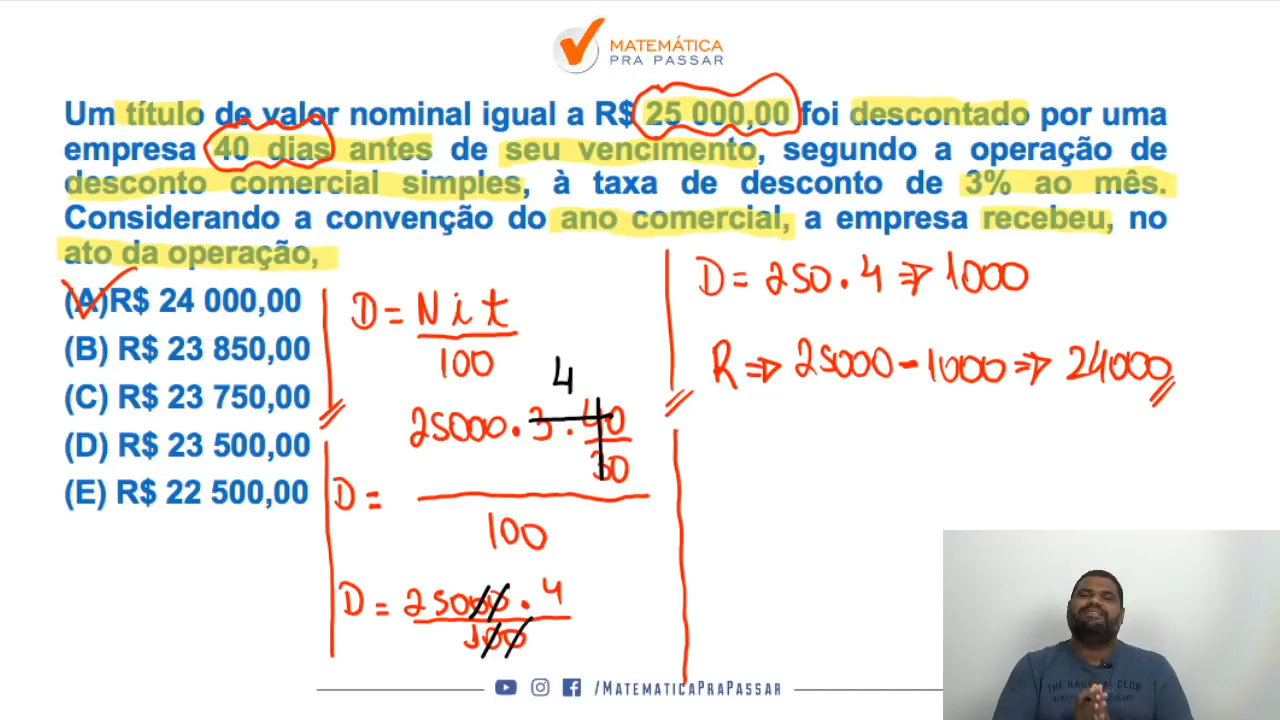 MATEMÁTICA
PRA PASSAR
Um título de valor nominal igual a R$ 25 000,00 foi descontado por uma
empresa 40 dias antes de seu vencimento, segundo a operação de
desconto comercial simples, à taxa de desconto de 3% ao mês.
Considerando a convenção do ano comercial, a empresa recebeu, no
ato da operação,
(A)R$ 24 000,00
(B) R$ 23 850,00
(C) R$ 23 750,00
(D) R$ 23 500,00
(E) R$ 22 500,00
D = N i t
100
4
25000 . 3 . 40
30
D =
100
D = 25000 . 4
100
D = 250 . 4 ⇒ 1000
R ⇒ 25000 - 1000 ⇒ 24000
THE NATIONAL CLUB
/MATEMATICAPRAPASSAR